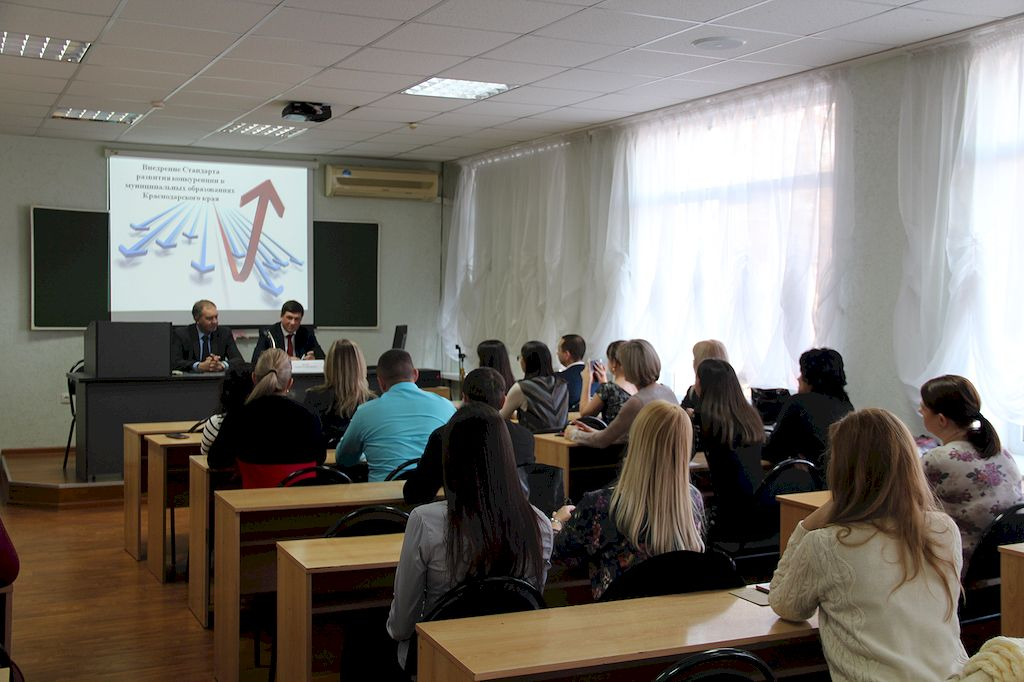 Внедрение Стандарта
развития конкуренции в
муниципальных образованиях
Краснодарского края